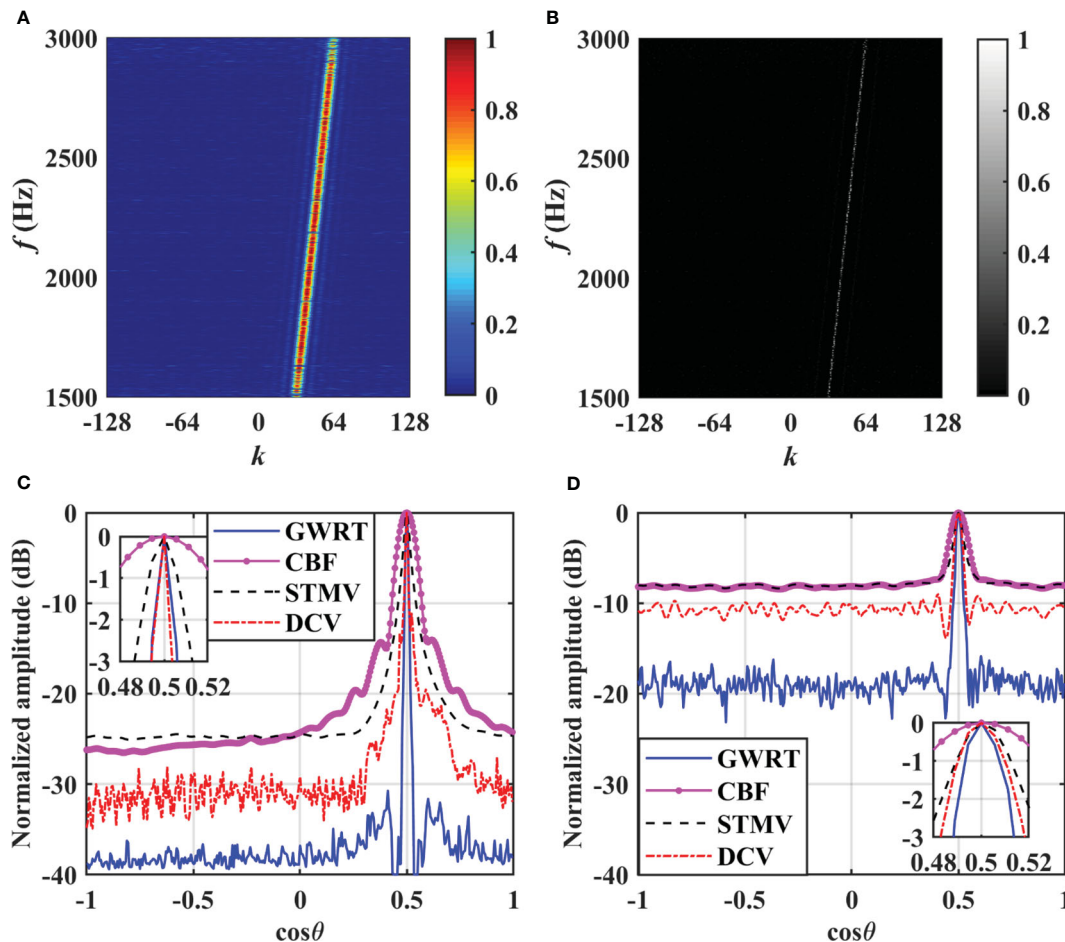 A
3000
2500
2000
1500
f (Hz)
-128 -64 0 64 128
k
1
0.8
0.6
0.4
0.2
0
B
3000
2500
2000
1500
f (Hz)
-128 -64 0 64 128
k
1
0.8
0.6
0.4
0.2
0
C
0
-10
-20
-30
-40
Normalized amplitude (dB)
-1 -0.5 0 0.5 1
cosθ
0
-1
-2
-3
0.48 0.5 0.52
GWRT
CBF
STMV
DCV
D
0
-10
-20
-30
-40
Normalized amplitude (dB)
-1 -0.5 0 0.5 1
cosθ
GWRT
CBF
STMV
DCV
0
-1
-2
-3
0.48 0.5 0.52